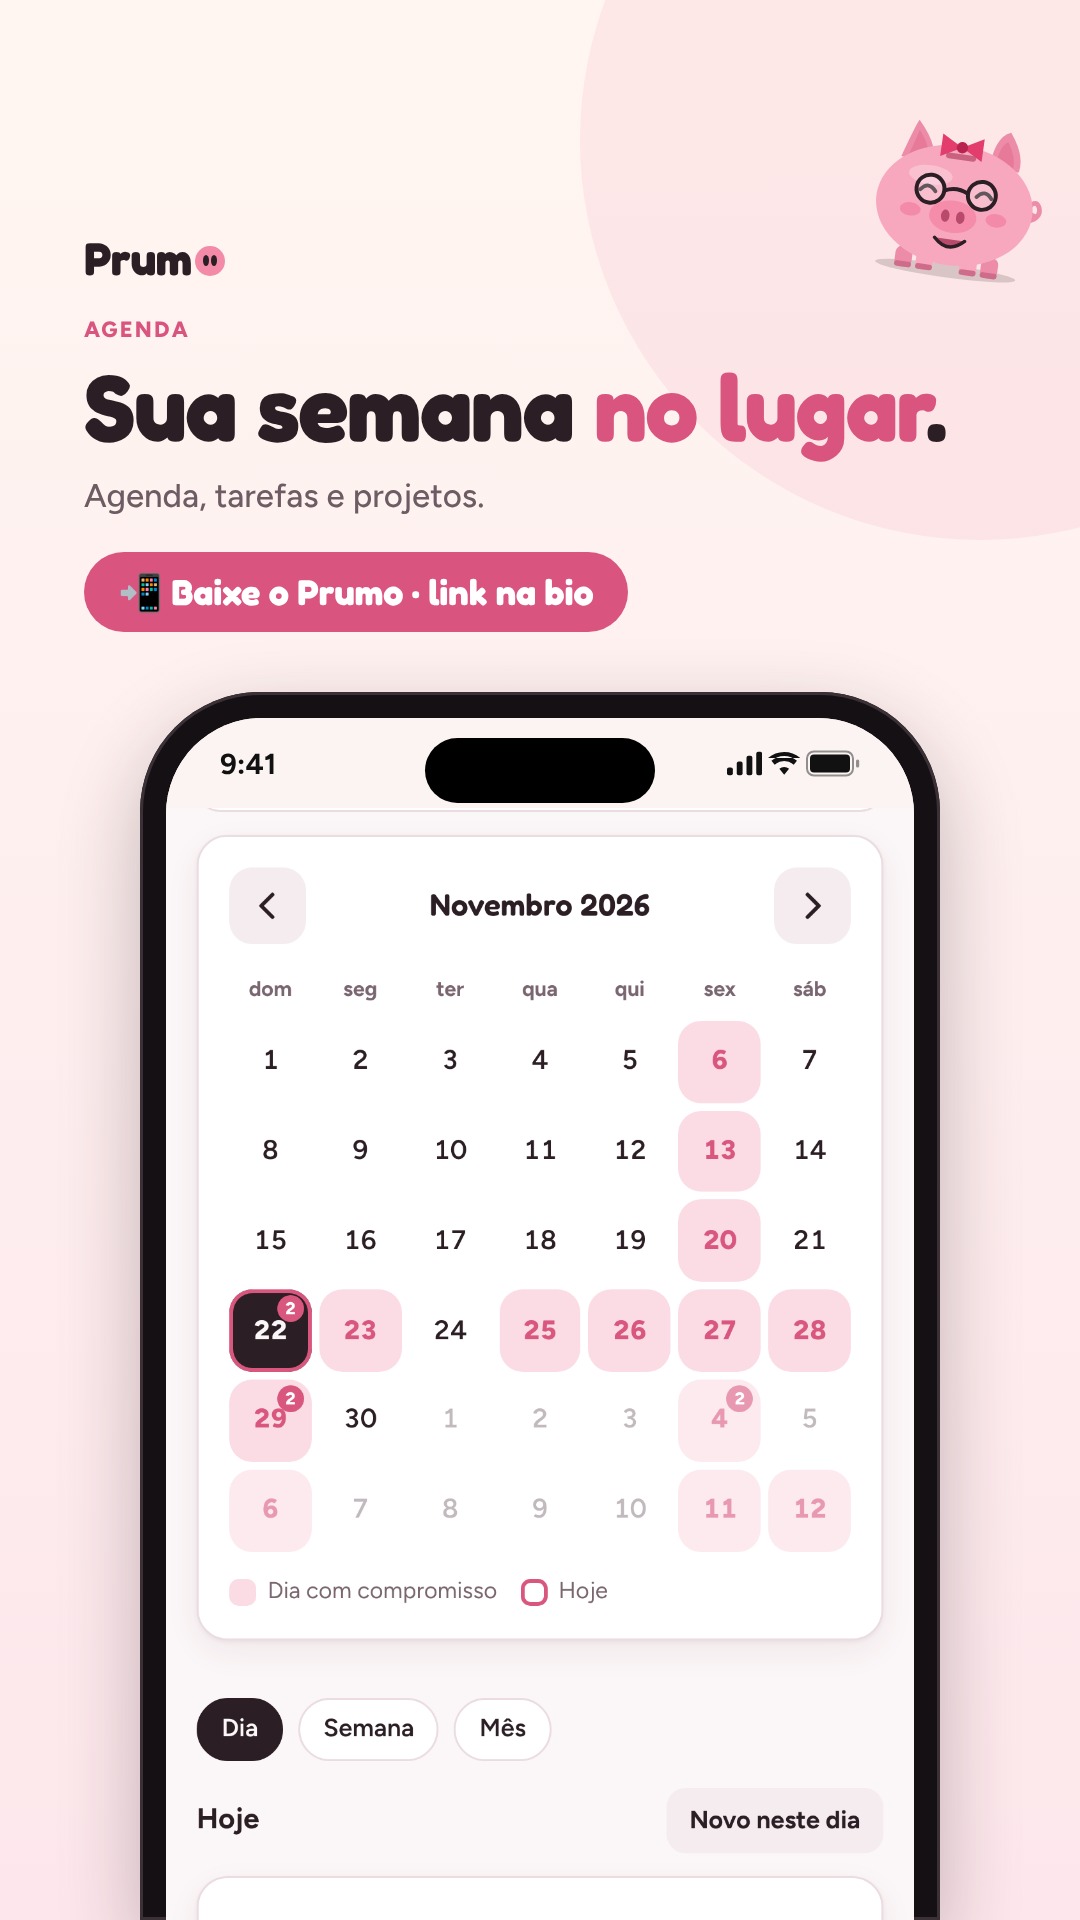 Prumo
AGENDA
Sua semana no lugar.
Agenda, tarefas e projetos.
📲 Baixe o Prumo · link na bio
9:41
Novembro 2026
dom seg ter qua qui sex sáb
1 2 3 4 5 6 7
8 9 10 11 12 13 14
15 16 17 18 19 20 21
22 2 23 24 25 26 27 28
29 2 30 1 2 3 4 2 5
6 7 8 9 10 11 12
Dia com compromisso Hoje
Dia Semana Mês
Hoje Novo neste dia